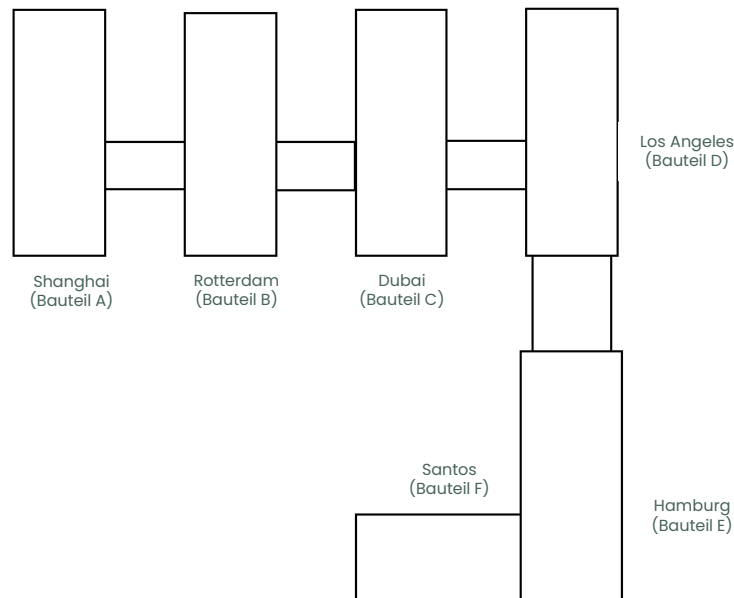 Los Angeles
(Bauteil D)
Shanghai
(Bauteil A)
Rotterdam
(Bauteil B)
Dubai
(Bauteil C)
Santos
(Bauteil F)
Hamburg
(Bauteil E)